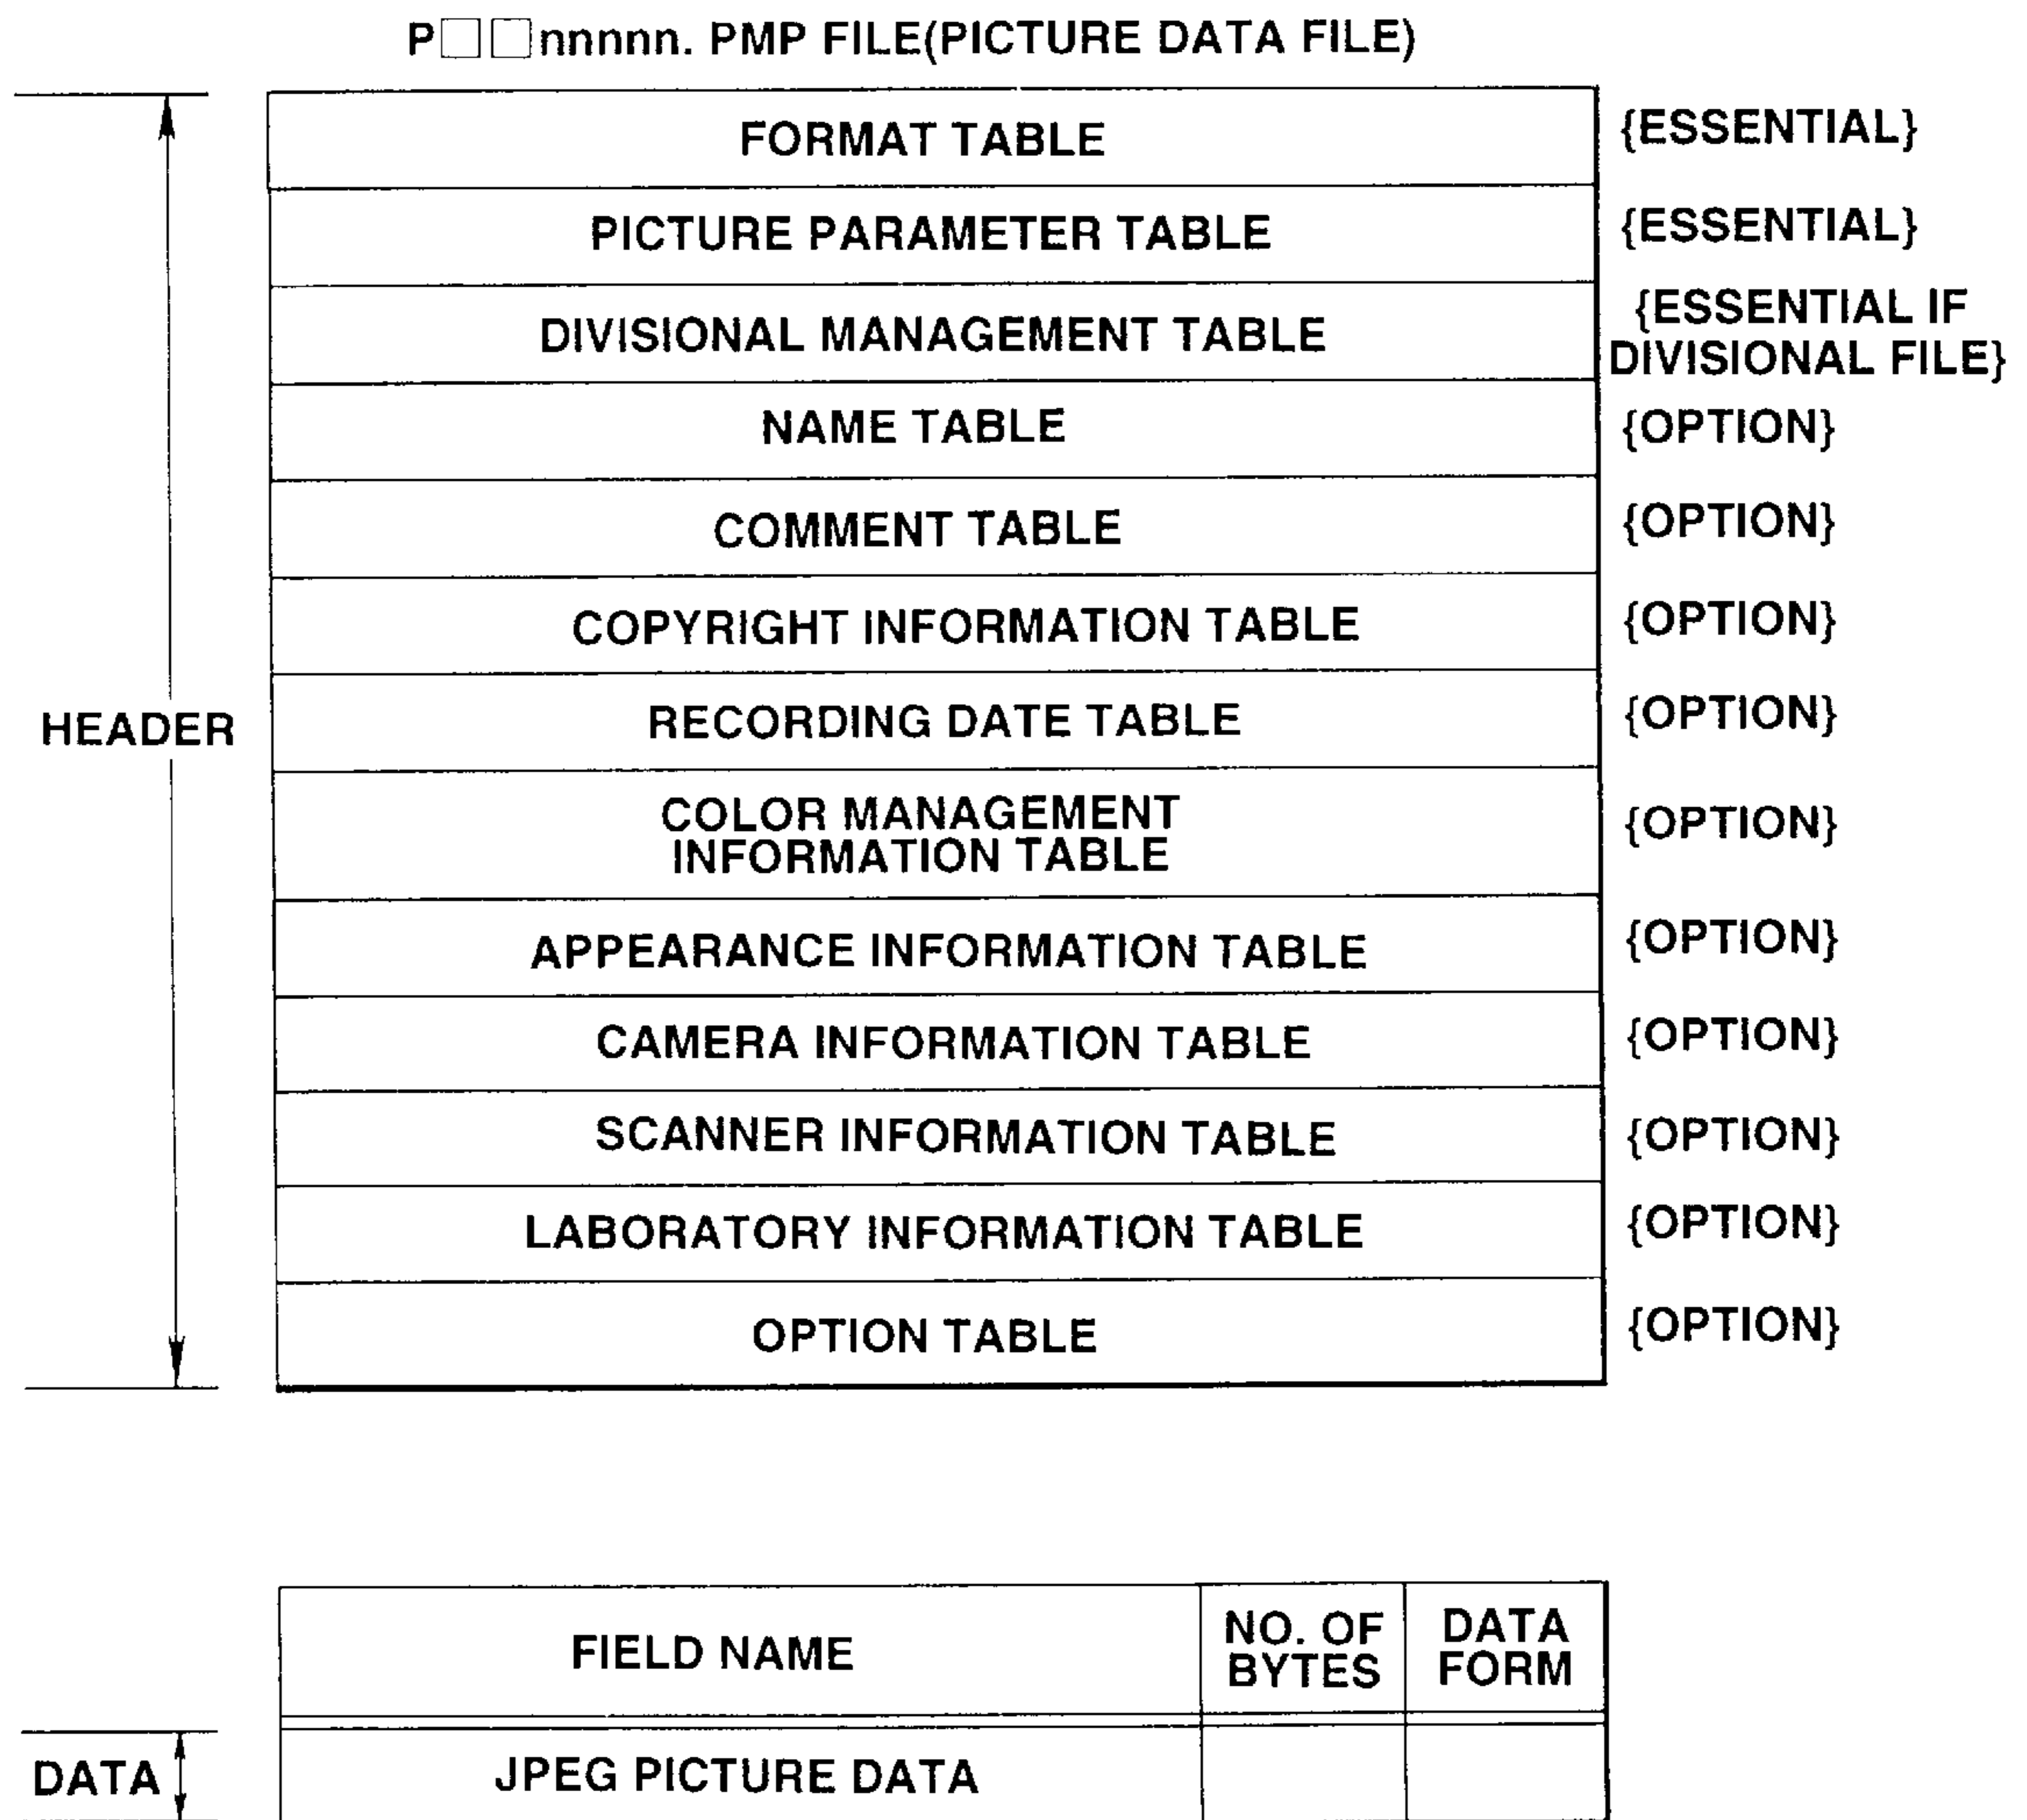 P□□nnnnn. PMP FILE(PICTURE DATA FILE)
FORMAT TABLE {ESSENTIAL}
PICTURE PARAMETER TABLE {ESSENTIAL}
DIVISIONAL MANAGEMENT TABLE {ESSENTIAL IF
DIVISIONAL FILE}
NAME TABLE {OPTION}
COMMENT TABLE {OPTION}
COPYRIGHT INFORMATION TABLE {OPTION}
HEADER RECORDING DATE TABLE {OPTION}
COLOR MANAGEMENT
INFORMATION TABLE {OPTION}
APPEARANCE INFORMATION TABLE {OPTION}
CAMERA INFORMATION TABLE {OPTION}
SCANNER INFORMATION TABLE {OPTION}
LABORATORY INFORMATION TABLE {OPTION}
OPTION TABLE {OPTION}
FIELD NAME NO. OF BYTES DATA FORM
DATA JPEG PICTURE DATA